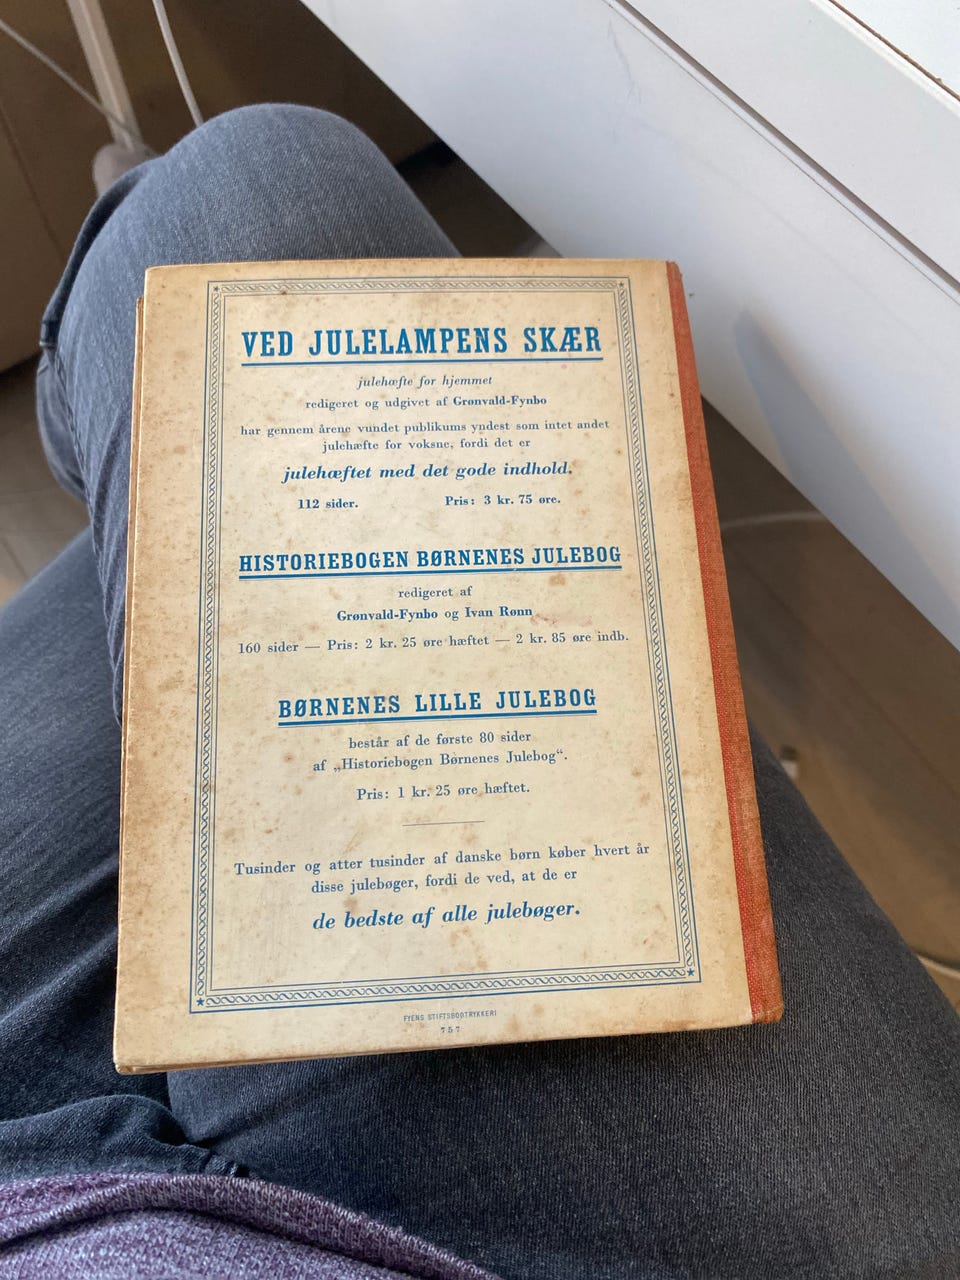 VED JULELAMPENS SKÆR
julehæfte for hjemmet
redigeret og udgivet af Grønvald-Fynbo
har gennem årene vundet publikums yndest som intet andet
julehæfte for voksne, fordi det er
julehæftet med det gode indhold.
112 sider. Pris: 3 kr. 75 øre.
HISTORIEBOGEN BØRNENES JULEBOG
redigeret af
Grønvald-Fynbo og Ivan Rønn
160 sider — Pris: 2 kr. 25 øre hæftet — 2 kr. 85 øre indb.
BØRNENES LILLE JULEBOG
består af de første 80 sider
af „Historiebogen Børnenes Julebog“.
Pris: 1 kr. 25 øre hæftet.
Tusinder og atter tusinder af danske børn køber hvert år
disse julebøger, fordi de ved, at de er
de bedste af alle julebøger.
FYENS STIFTSBOGTRYKKERI
757